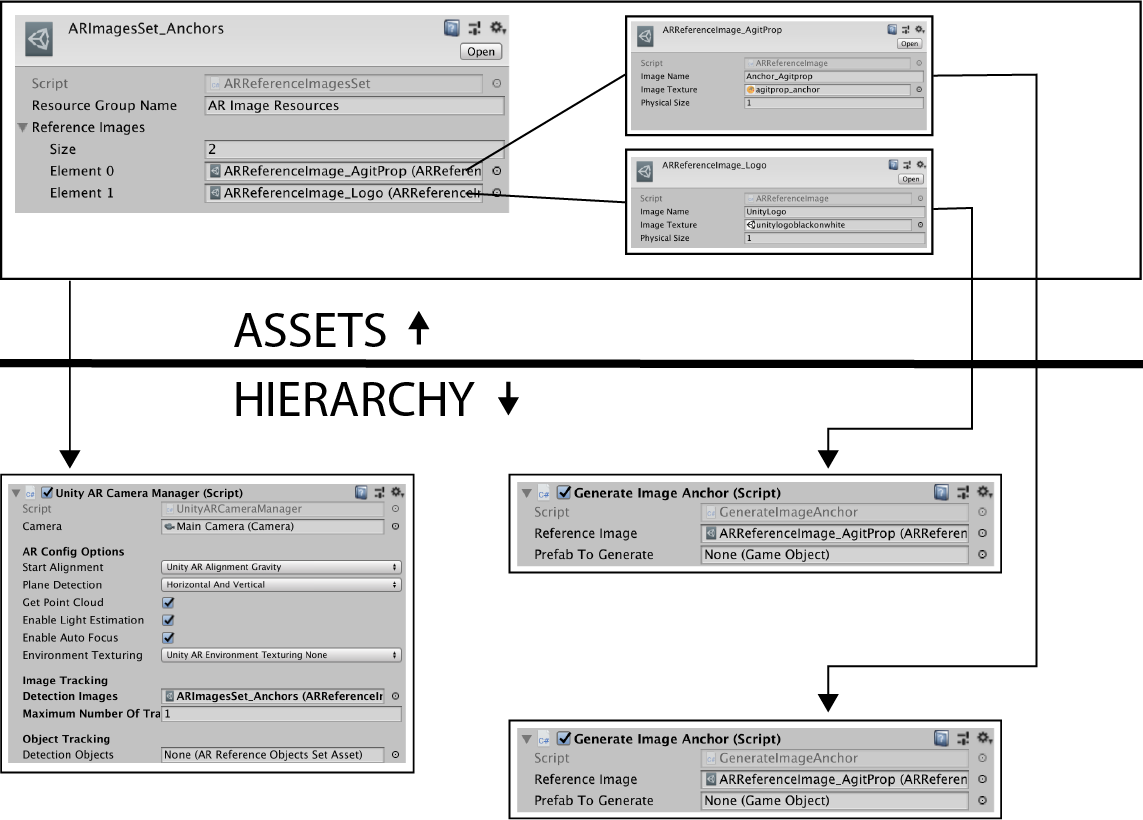 ARImagesSet_Anchors
Open
Script ARReferenceImagesSet
Resource Group Name AR Image Resources
Reference Images
Size 2
Element 0 ARReferenceImage_AgitProp (ARReferen
Element 1 ARReferenceImage_Logo (ARReferenceIm
ARReferenceImage_AgitProp
Open
Script ARReferenceImage
Image Name Anchor_Agitprop
Image Texture agitprop_anchor
Physical Size 1
ARReferenceImage_Logo
Open
Script ARReferenceImage
Image Name UnityLogo
Image Texture unitylogoblackonwhite
Physical Size 1
ASSETS
HIERARCHY
C# Unity AR Camera Manager (Script)
Script UnityARCameraManager
Camera Main Camera (Camera)
AR Config Options
Start Alignment Unity AR Alignment Gravity
Plane Detection Horizontal And Vertical
Get Point Cloud
Enable Light Estimation
Enable Auto Focus
Environment Texturing Unity AR Environment Texturing None
Image Tracking
Detection Images ARImagesSet_Anchors (ARReferenceIr
Maximum Number Of Tra 1
Object Tracking
Detection Objects None (AR Reference Objects Set Asset)
C# Generate Image Anchor (Script)
Script GenerateImageAnchor
Reference Image ARReferenceImage_AgitProp (ARReferen
Prefab To Generate None (Game Object)
C# Generate Image Anchor (Script)
Script GenerateImageAnchor
Reference Image ARReferenceImage_AgitProp (ARReferen
Prefab To Generate None (Game Object)